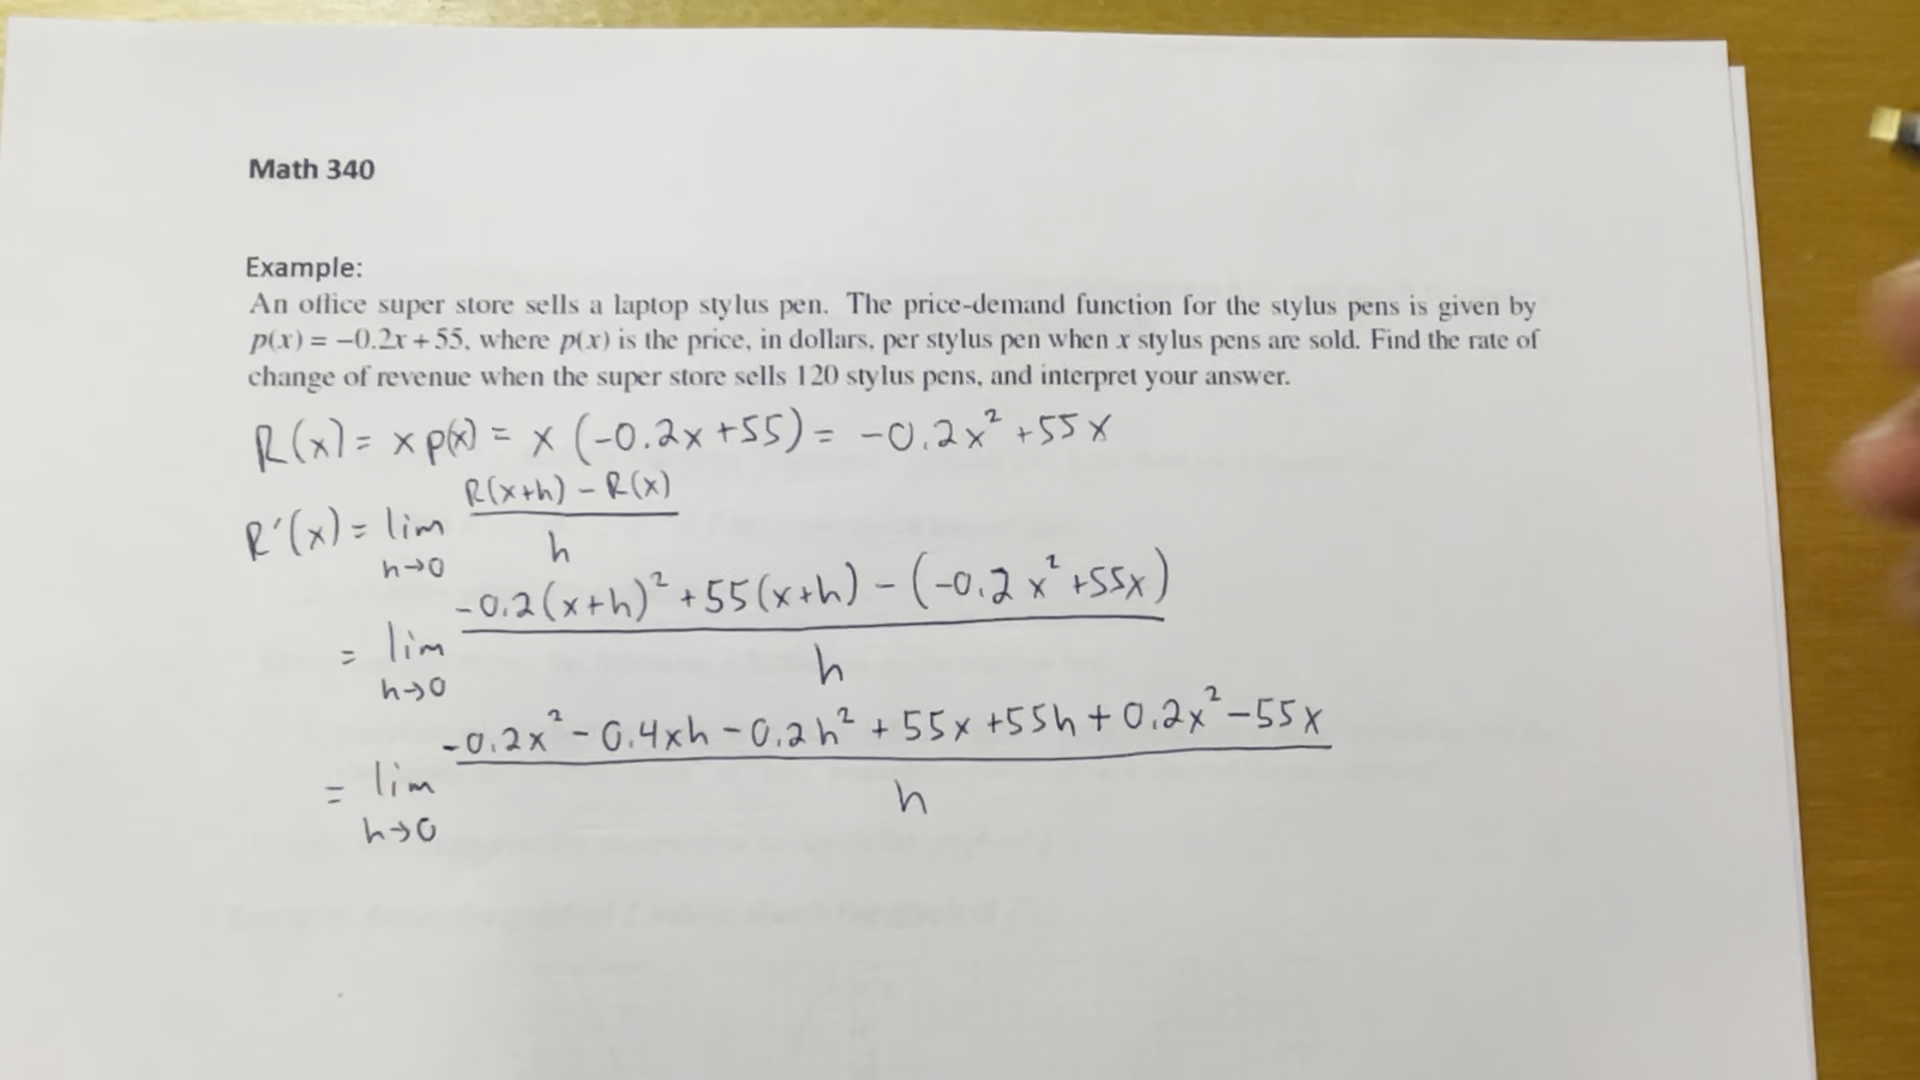 Math 340
Example:
An office super store sells a laptop stylus pen. The price-demand function for the stylus pens is given by
p(x) = −0.2x + 55, where p(x) is the price, in dollars, per stylus pen when x stylus pens are sold. Find the rate of
change of revenue when the super store sells 120 stylus pens, and interpret your answer.
R(x) = x p(x) = x (-0.2x +55) = -0.2x² +55x
R(x+h) - R(x)
R'(x) = lim
h
h→0
-0.2(x+h)² +55(x+h) - (-0.2x² +55x)
= lim
h
h→0
-0.2x² - 0.4xh - 0.2h² + 55x +55h + 0.2x² - 55x
= lim
h
h→0